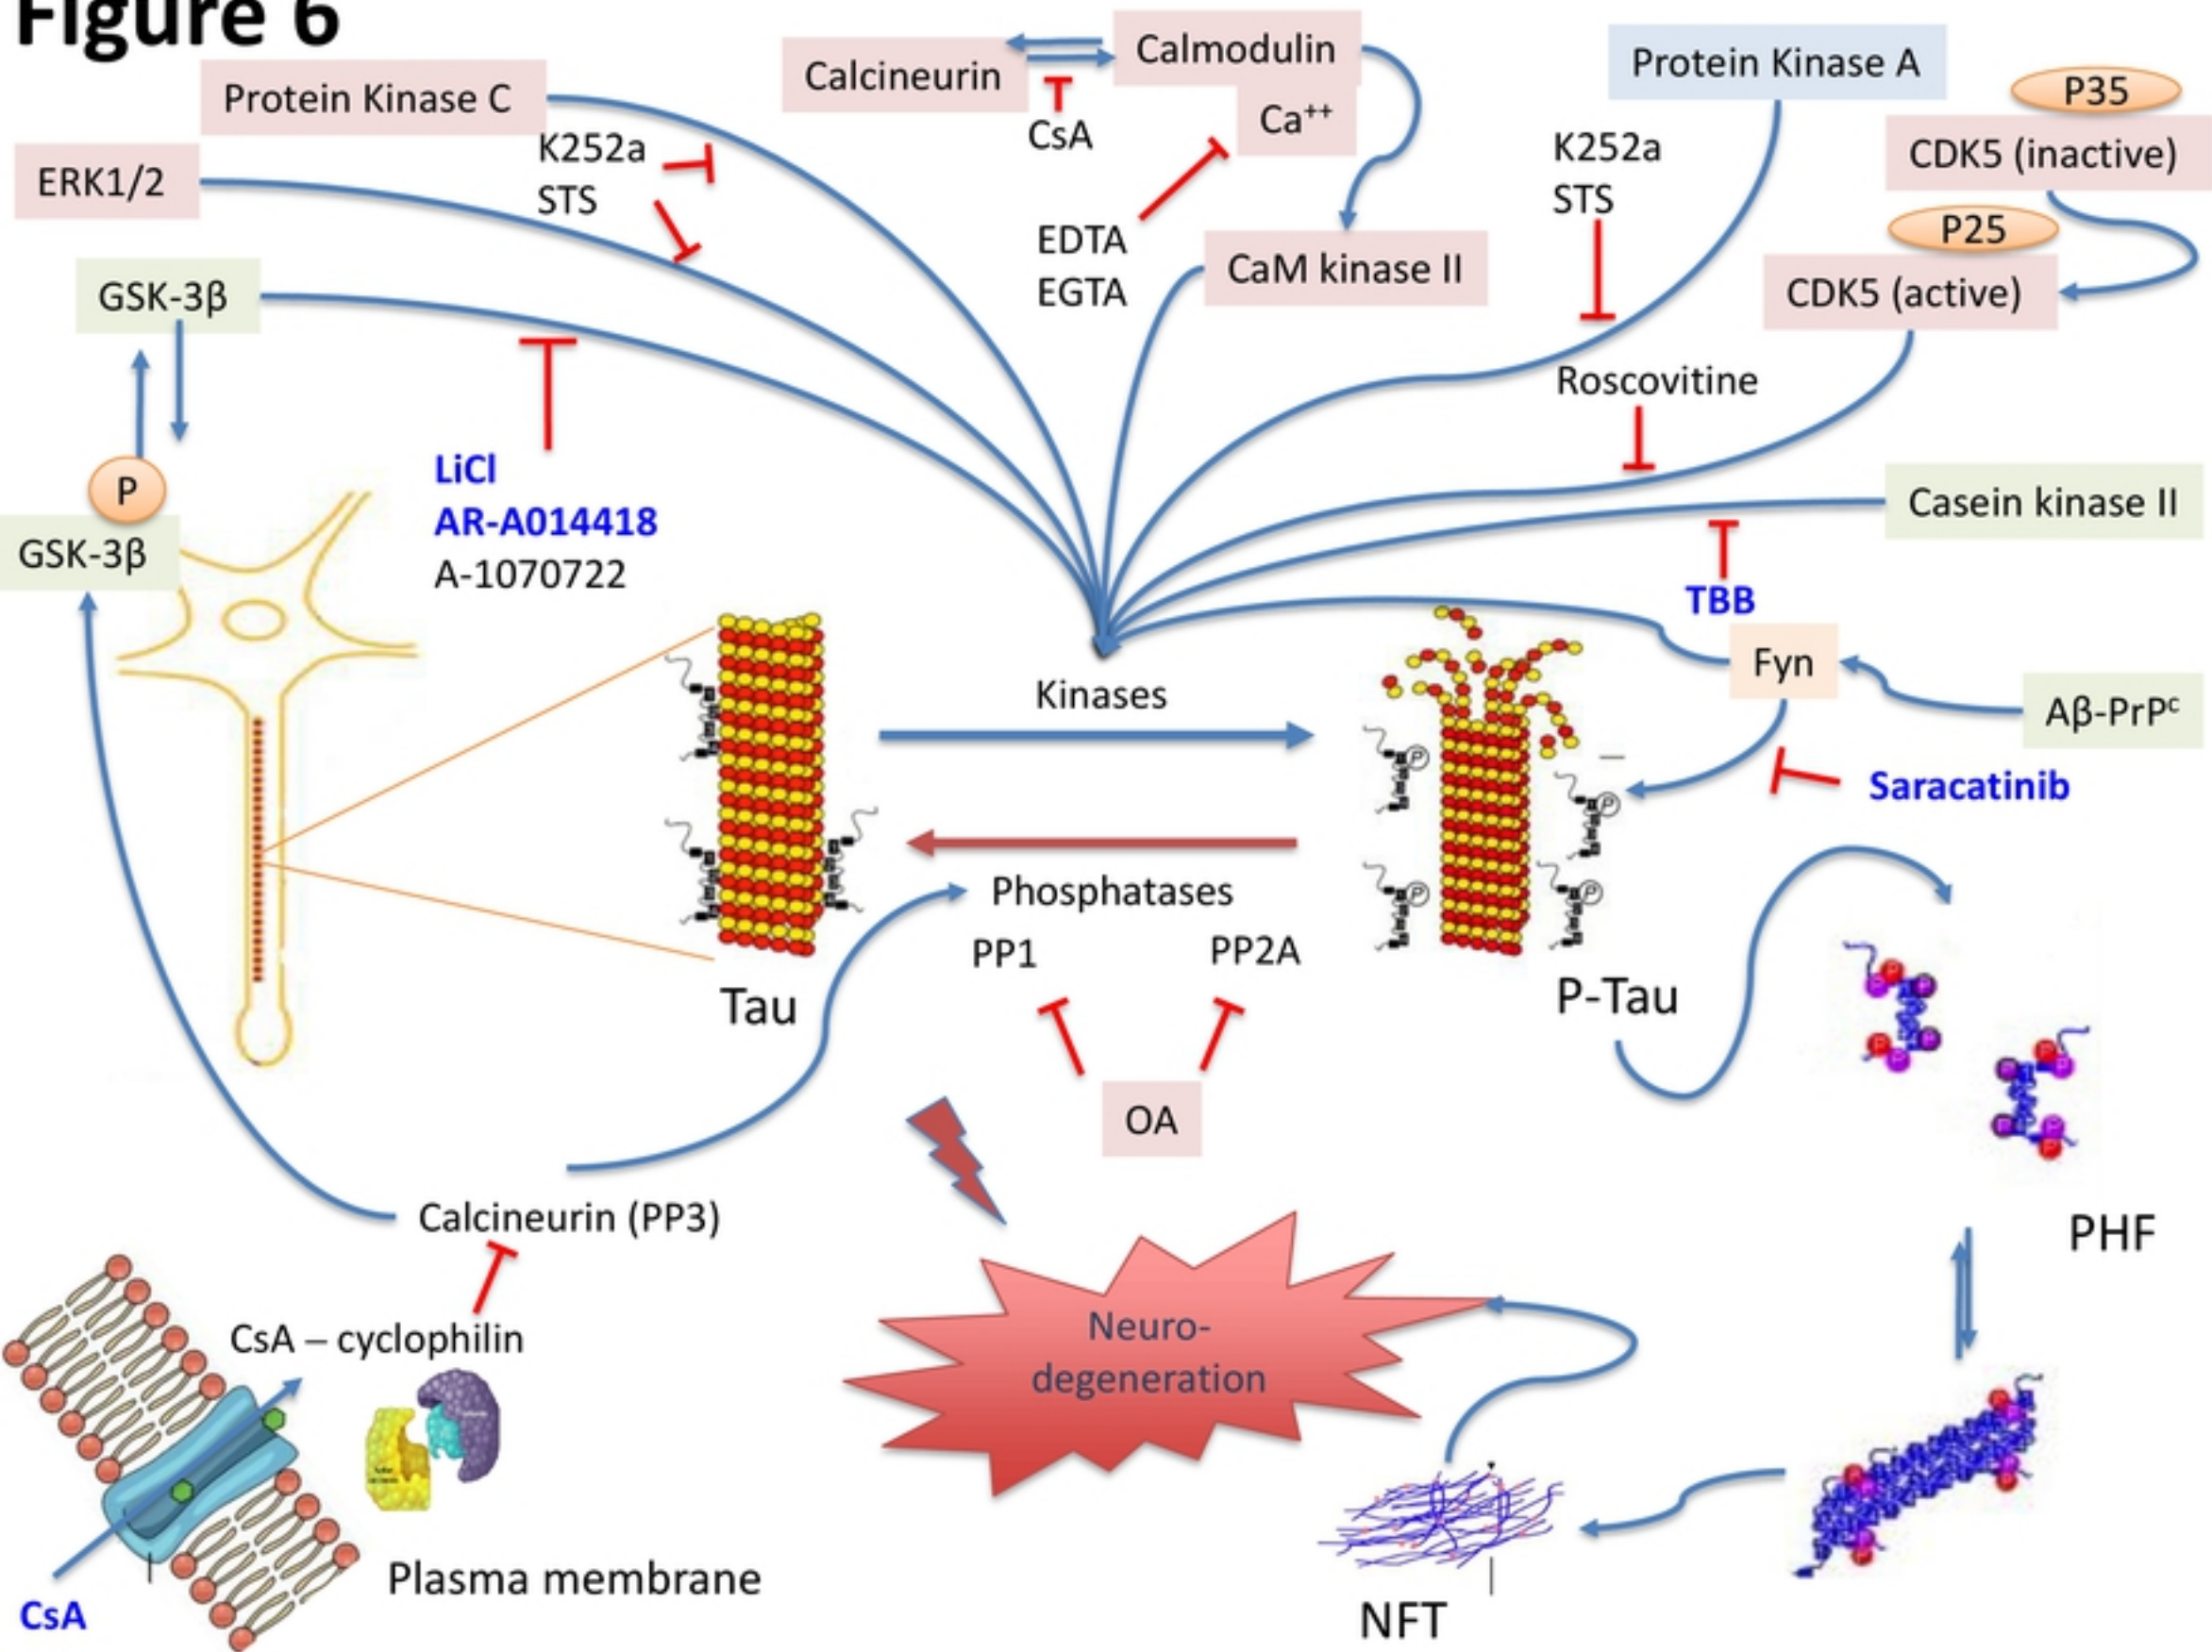 Figure 6
Protein Kinase C
Calcineurin
Calmodulin
Ca⁺⁺
CsA
Protein Kinase A
P35
CDK5 (inactive)
P25
CDK5 (active)
ERK1/2
K252a
STS
EDTA
EGTA
CaM kinase II
K252a
STS
GSK-3β
Roscovitine
LiCl
AR-A014418
A-1070722
P
GSK-3β
Casein kinase II
TBB
Fyn
Aβ-PrPᶜ
Saracatinib
Kinases
P
P
P
P
Phosphatases
PP1
PP2A
Tau
P-Tau
OA
Calcineurin (PP3)
PHF
CsA – cyclophilin
Neuro-
degeneration
Plasma membrane
CsA
NFT